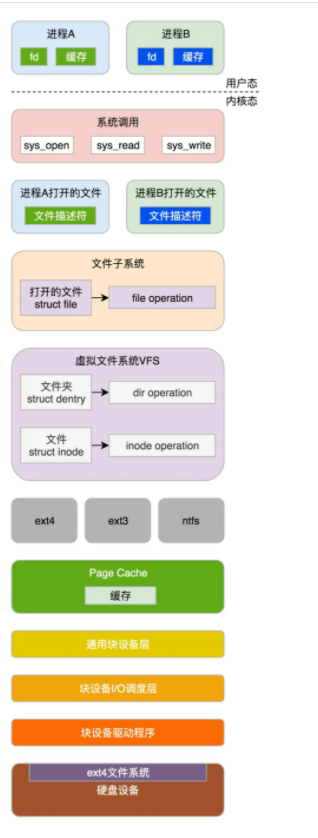 进程A
进程B
fd
缓存
fd
缓存
用户态
内核态
系统调用
sys_open
sys_read
sys_write
进程A打开的文件
进程B打开的文件
文件描述符
文件描述符
文件子系统
打开的文件
struct file
file operation
虚拟文件系统VFS
文件夹
struct dentry
dir operation
文件
struct inode
inode operation
ext4
ext3
ntfs
Page Cache
缓存
通用块设备层
块设备I/O调度层
块设备驱动程序
ext4文件系统
硬盘设备